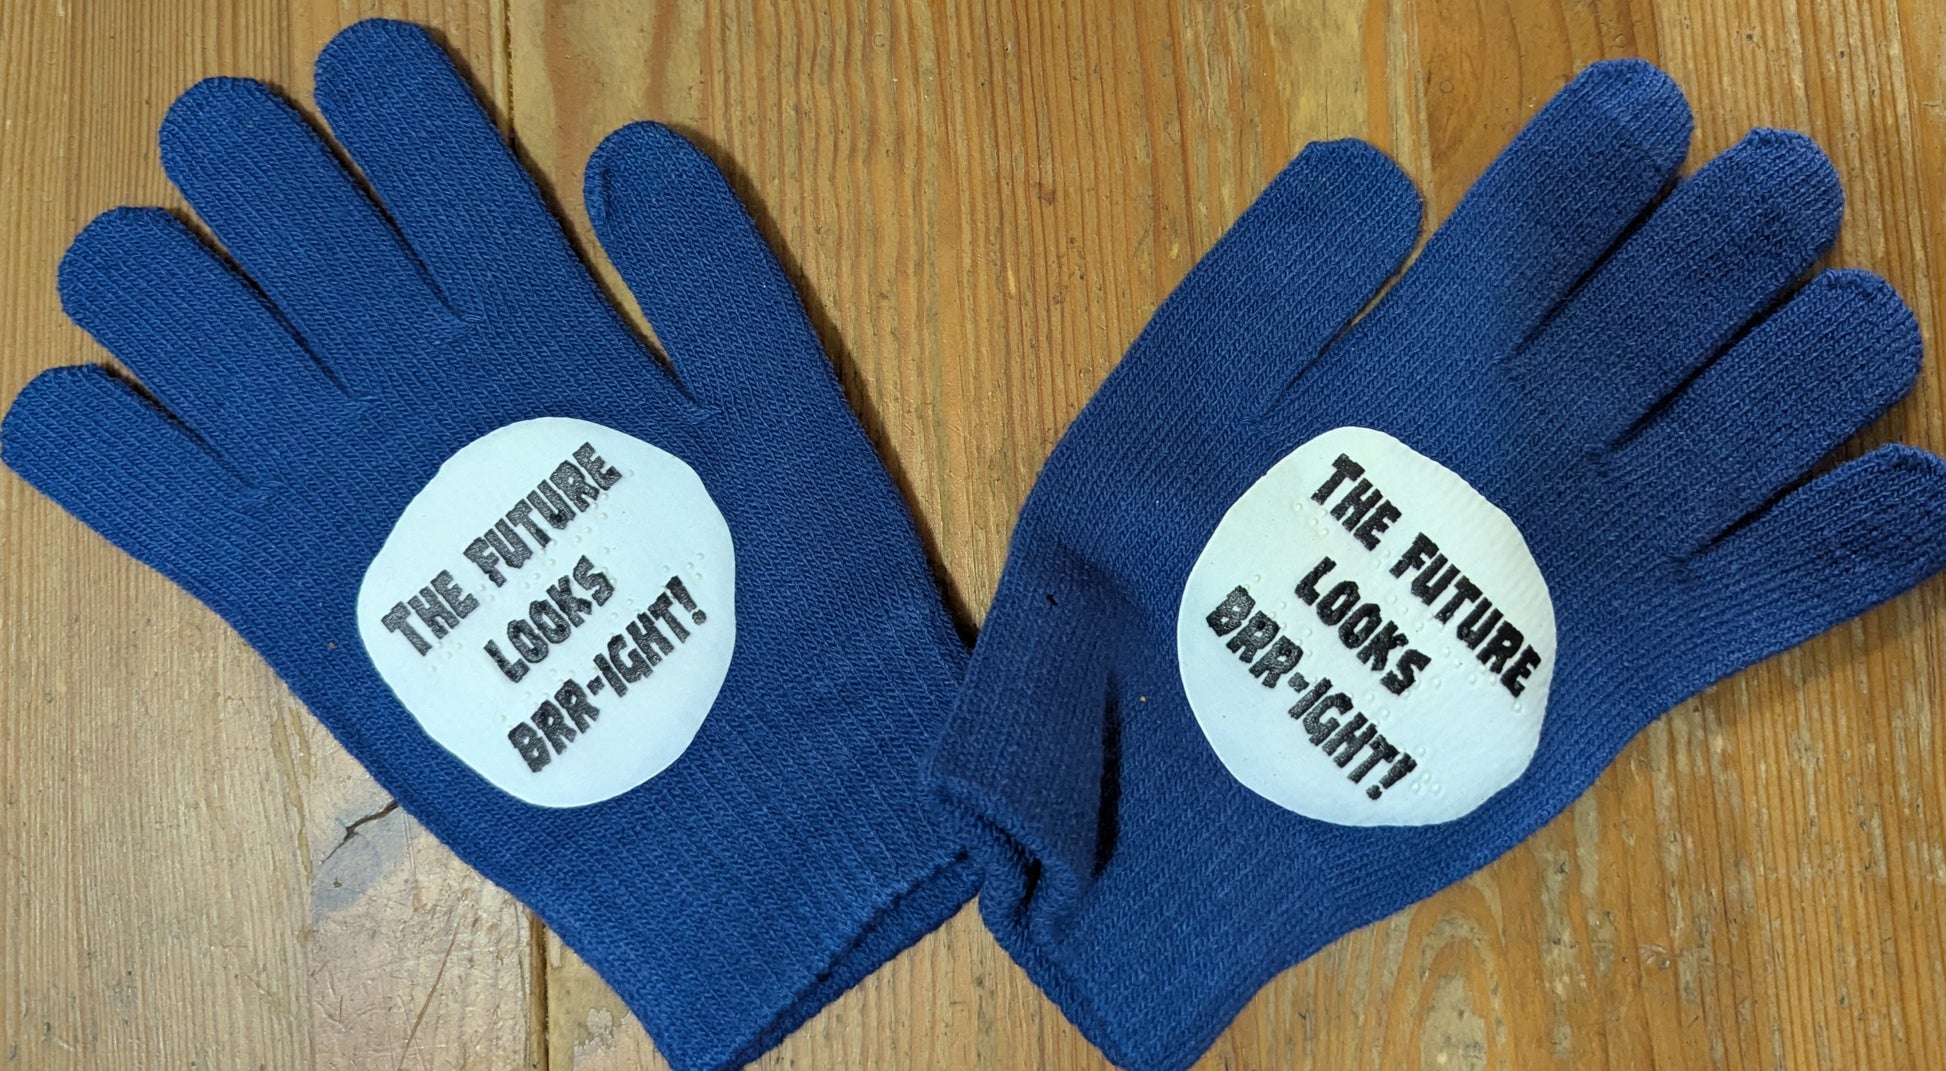 THE FUTURE
LOOKS
BRR-IGHT!
THE FUTURE
LOOKS
BRR-IGHT!